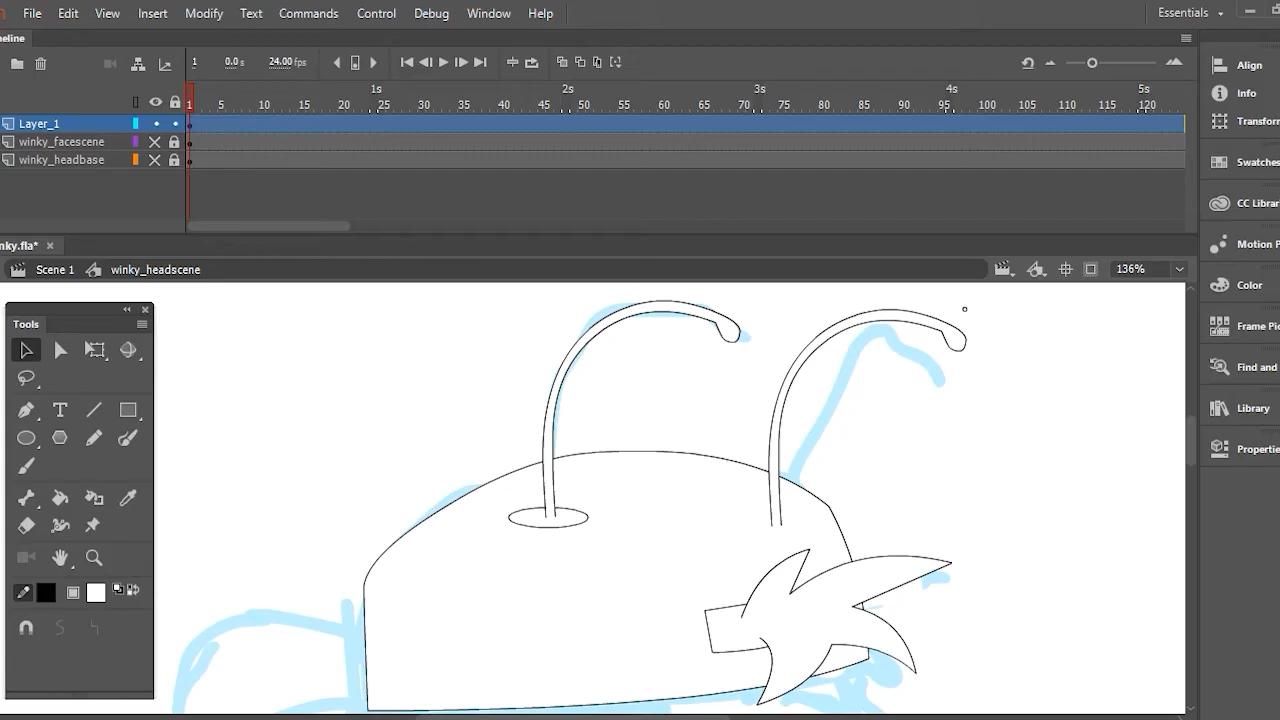 File Edit View Insert Modify Text Commands Control Debug Window Help Essentials
eline
1 0.0 s 24.00 fps
1s 2s 3s 4s 5s
1 5 10 15 20 25 30 35 40 45 50 55 60 65 70 75 80 85 90 95 100 105 110 115 120
Layer_1
winky_facescene
winky_headbase
nky.fla*
Scene 1 winky_headscene 136%
Tools
T
Align
Info
Transform
Swatches
CC Librar
Motion P
Color
Frame Pic
Find and
Library
Propertie